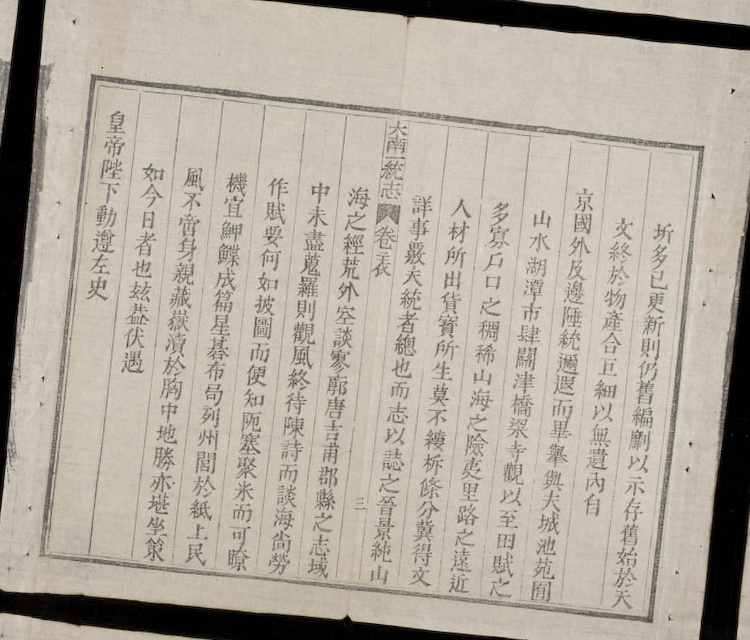 圻多已更新則仍舊編以示存舊始於天
文終於物產合巨細以無遺內自
京國外及邊陲統邇遐而畢舉與夫城池苑囿
山水湖潭市肆關津橋梁寺觀以至田賦之
多寡戶口之稠稀山海之險夷里路之遠近
人材所出貨寶所生莫不縷柝條分冀得文
詳事覈夫統者總也而志以誌之晉景純山
大南一統志 卷之表 三
海之經荒外空談寥廓唐吉甫郡縣之志域
中未盡蒐羅則觀風終待陳詩而談海尚勞
作賦要何如披圖而便知阨塞聚米而可瞭
機宜鰈成篇星碁布局列州閭於紙上民
風不啻身親藏嶽瀆於胸中地勝亦堪坐策
如今日者也玆葢伏遇
皇帝陛下動遵左史